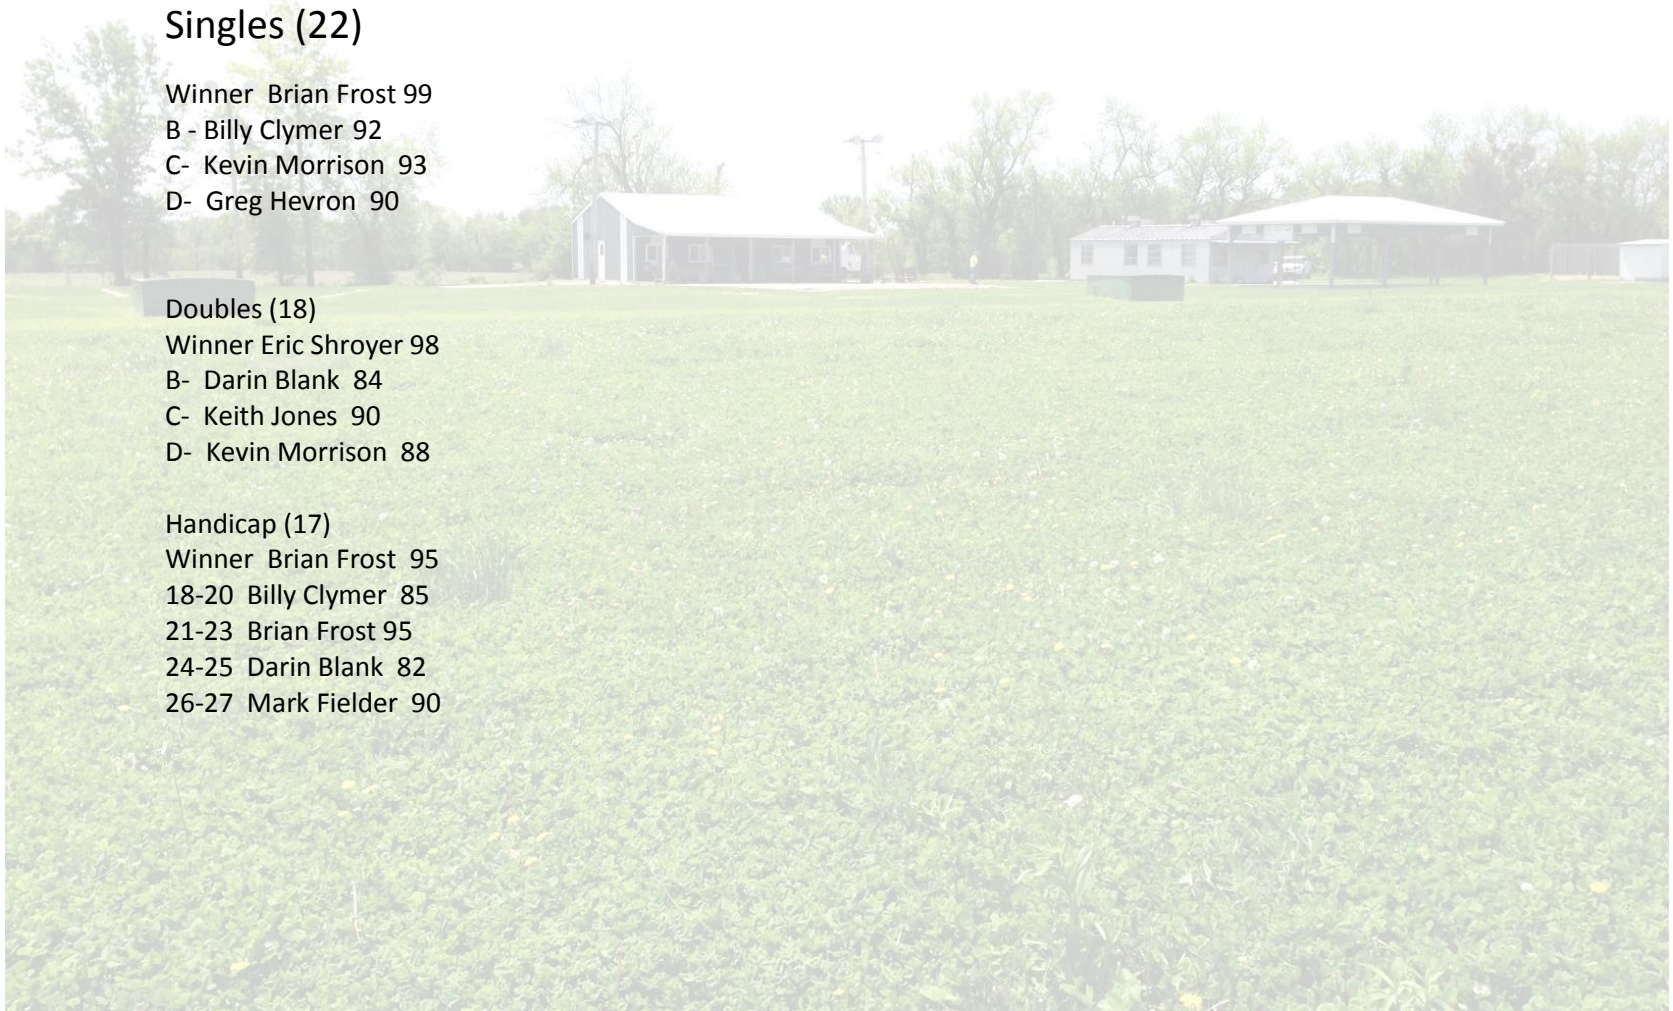 Singles (22)
Winner  Brian Frost 99
B - Billy Clymer  92
C-  Kevin Morrison  93
D-  Greg Hevron  90
Doubles (18)
Winner Eric Shroyer 98
B-  Darin Blank  84
C-  Keith Jones  90
D-  Kevin Morrison  88
Handicap (17)
Winner  Brian Frost  95
18-20  Billy Clymer  85
21-23  Brian Frost 95
24-25  Darin Blank  82
26-27  Mark Fielder  90